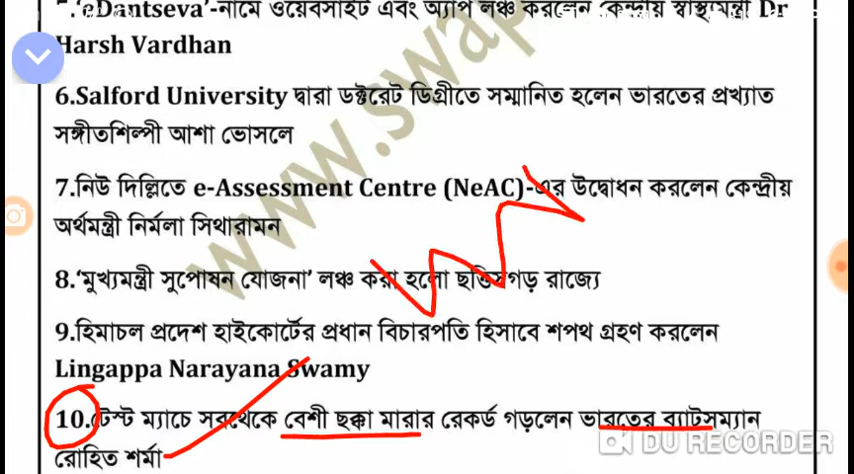 7.‘eDantseva’-নামে ওয়েবসাইট এবং অ্যাপ লঞ্চ করলেন কেন্দ্রীয় স্বাস্থ্যমন্ত্রী Dr
Harsh Vardhan
6.Salford University দ্বারা ডক্টরেট ডিগ্রীতে সম্মানিত হলেন ভারতের প্রখ্যাত
সঙ্গীতশিল্পী আশা ভোসলে
7.নিউ দিল্লিতে e-Assessment Centre (NeAC)-এর উদ্বোধন করলেন কেন্দ্রীয়
অর্থমন্ত্রী নির্মলা সিথারামন
8.‘মুখ্যমন্ত্রী সুপোষন যোজনা’ লঞ্চ করা হলো ছত্তিসগড় রাজ্যে
9.হিমাচল প্রদেশ হাইকোর্টের প্রধান বিচারপতি হিসাবে শপথ গ্রহণ করলেন
Lingappa Narayana Swamy
10.টেস্ট ম্যাচে সবথেকে বেশী ছক্কা মারার রেকর্ড গড়লেন ভারতের ব্যাটসম্যান
রোহিত শর্মা
www.swap
DU RECORDER